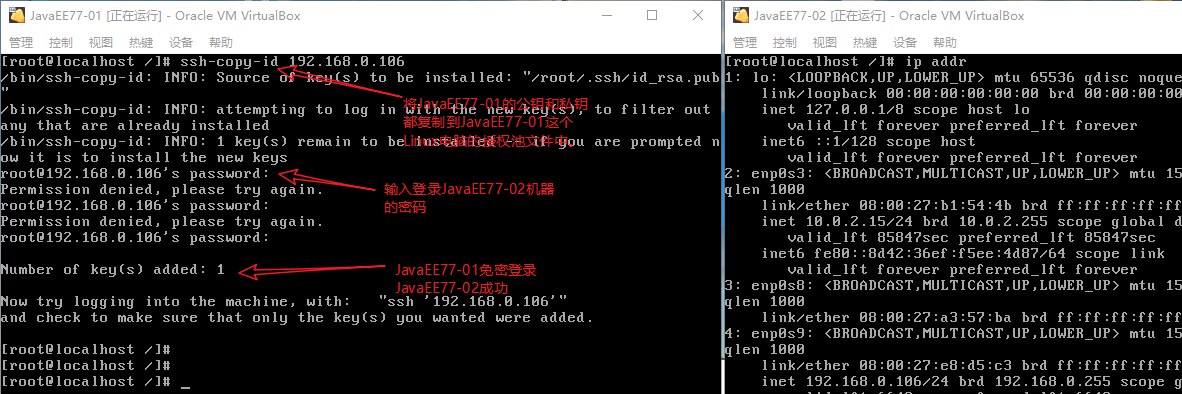 JavaEE77-01 [正在运行] - Oracle VM VirtualBox
管理 控制 视图 热键 设备 帮助
[root@localhost /]# ssh-copy-id 192.168.0.106
/bin/ssh-copy-id: INFO: Source of key(s) to be installed: "/root/.ssh/id_rsa.pub
"
/bin/ssh-copy-id: INFO: attempting to log in with the new key(s), to filter out
any that are already installed
/bin/ssh-copy-id: INFO: 1 key(s) remain to be installed -- if you are prompted n
ow it is to install the new keys
root@192.168.0.106's password:
Permission denied, please try again.
root@192.168.0.106's password:
Permission denied, please try again.
root@192.168.0.106's password:
Number of key(s) added: 1
Now try logging into the machine, with:   "ssh '192.168.0.106'"
and check to make sure that only the key(s) you wanted were added.
[root@localhost /]#
[root@localhost /]#
[root@localhost /]# _
将JavaEE77-01的公钥和私钥
都复制到JavaEE77-01这个
Linux电脑的授权池文件中。
输入登录JavaEE77-02机器
的密码
JavaEE77-01免密登录
JavaEE77-02成功
JavaEE77-02 [正在运行] - Oracle VM VirtualBox
管理 控制 视图 热键 设备 帮助
[root@localhost /]# ip addr
1: lo: <LOOPBACK,UP,LOWER_UP> mtu 65536 qdisc noque
link/loopback 00:00:00:00:00:00 brd 00:00:00:00
inet 127.0.0.1/8 scope host lo
valid_lft forever preferred_lft forever
inet6 ::1/128 scope host
valid_lft forever preferred_lft forever
2: enp0s3: <BROADCAST,MULTICAST,UP,LOWER_UP> mtu 15
qlen 1000
link/ether 08:00:27:b1:54:4b brd ff:ff:ff:ff:ff
inet 10.0.2.15/24 brd 10.0.2.255 scope global d
valid_lft 85847sec preferred_lft 85847sec
inet6 fe80::8d42:36ef:f5ee:4d87/64 scope link
valid_lft forever preferred_lft forever
3: enp0s8: <BROADCAST,MULTICAST,UP,LOWER_UP> mtu 15
qlen 1000
link/ether 08:00:27:a3:57:ba brd ff:ff:ff:ff:ff
4: enp0s9: <BROADCAST,MULTICAST,UP,LOWER_UP> mtu 15
qlen 1000
link/ether 08:00:27:e8:d5:c3 brd ff:ff:ff:ff:ff
inet 192.168.0.106/24 brd 192.168.0.255 scope g